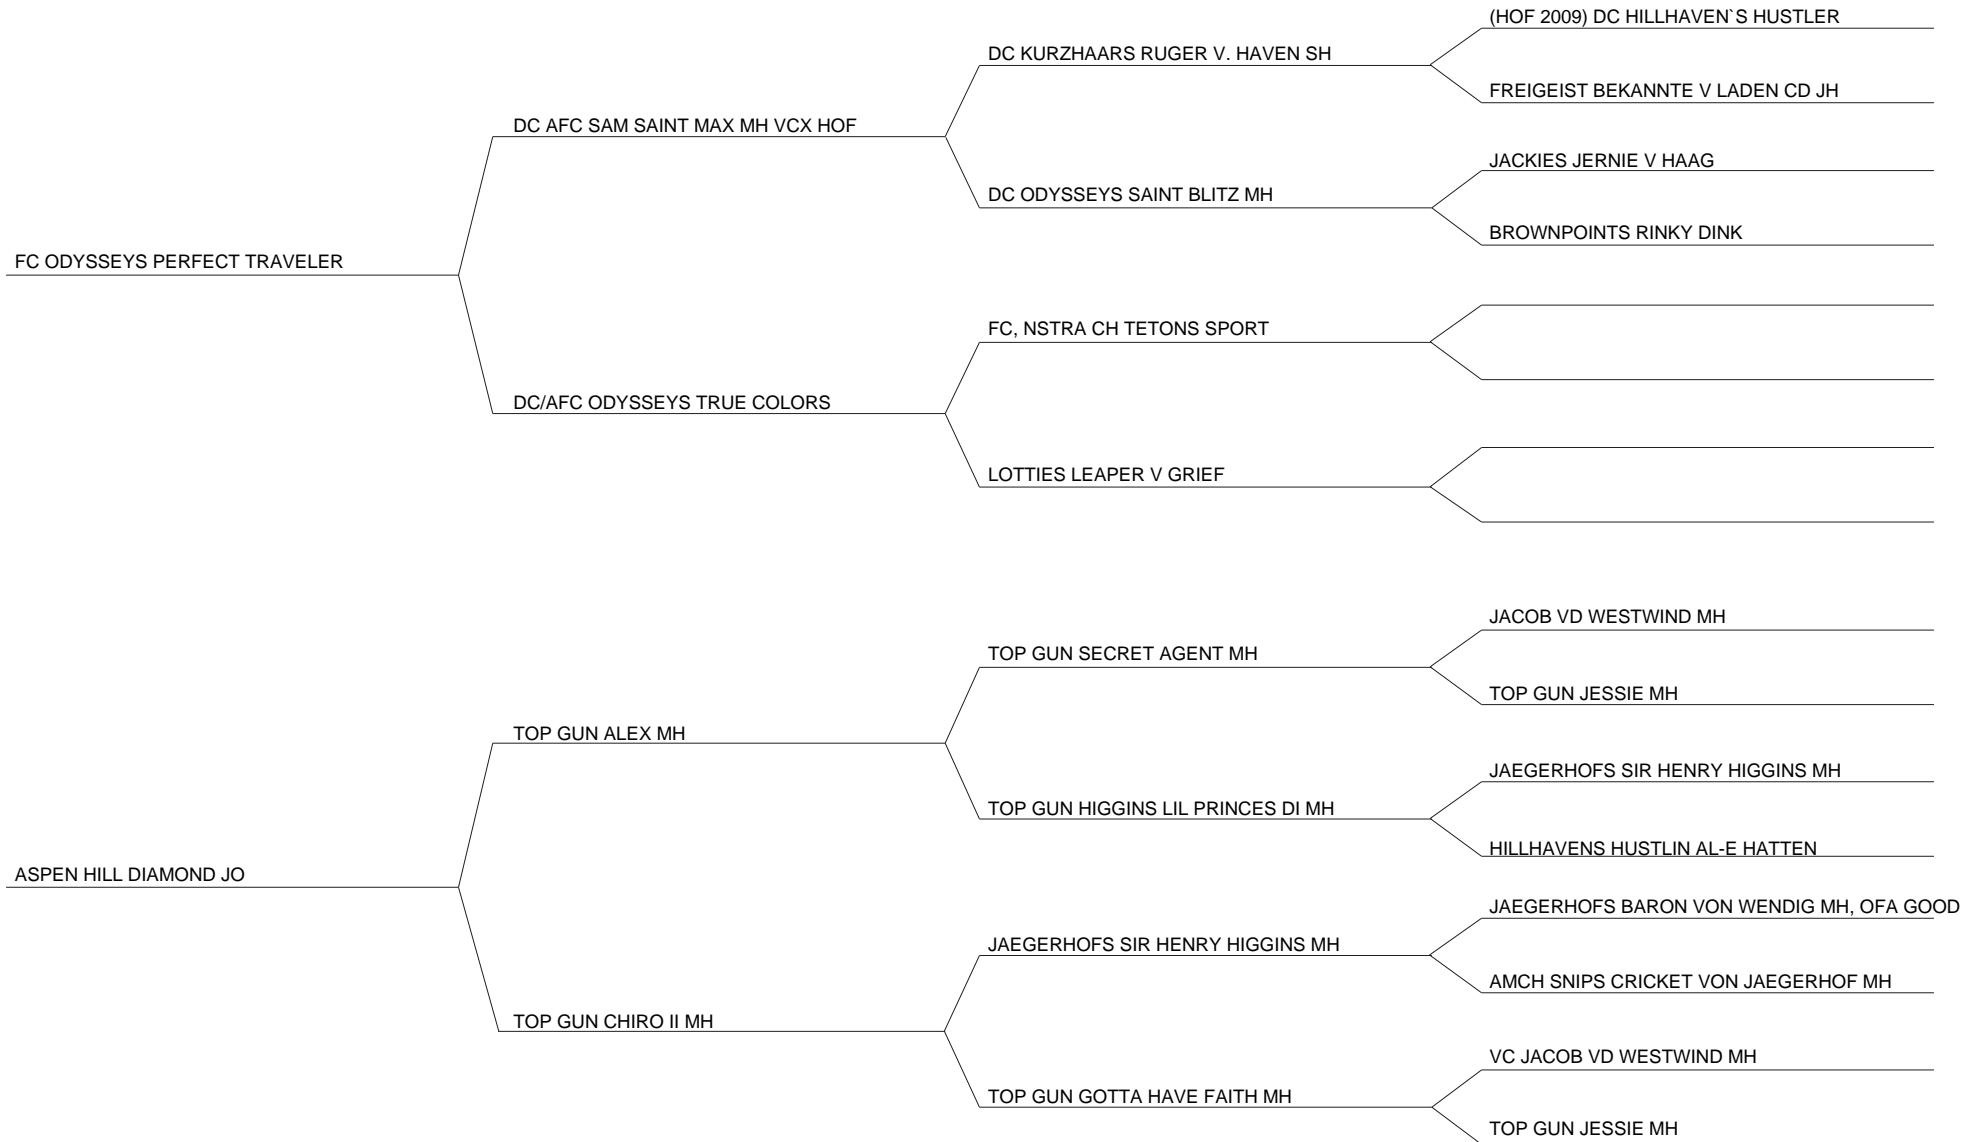 (HOF 2009) DC HILLHAVEN`S HUSTLER
DC KURZHAARS RUGER V. HAVEN SH
FREIGEIST BEKANNTE V LADEN CD JH
DC AFC SAM SAINT MAX MH VCX HOF
JACKIES JERNIE V HAAG
DC ODYSSEYS SAINT BLITZ MH
BROWNPOINTS RINKY DINK
FC ODYSSEYS PERFECT TRAVELER
FC, NSTRA CH TETONS SPORT
DC/AFC ODYSSEYS TRUE COLORS
LOTTIES LEAPER V GRIEF
JACOB VD WESTWIND MH
TOP GUN SECRET AGENT MH
TOP GUN JESSIE MH
TOP GUN ALEX MH
JAEGERHOFS SIR HENRY HIGGINS MH
TOP GUN HIGGINS LIL PRINCES DI MH
HILLHAVENS HUSTLIN AL-E HATTEN
ASPEN HILL DIAMOND JO
JAEGERHOFS BARON VON WENDIG MH, OFA GOOD
JAEGERHOFS SIR HENRY HIGGINS MH
AMCH SNIPS CRICKET VON JAEGERHOF MH
TOP GUN CHIRO II MH
VC JACOB VD WESTWIND MH
TOP GUN GOTTA HAVE FAITH MH
TOP GUN JESSIE MH